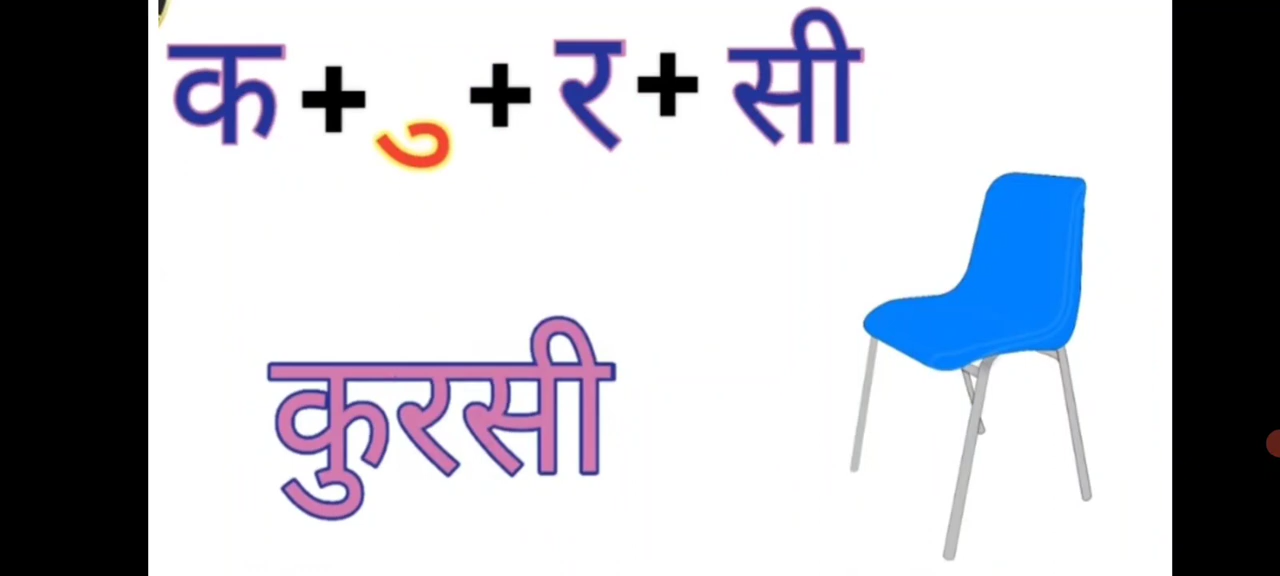 क + ु + र + सी
कुरसी